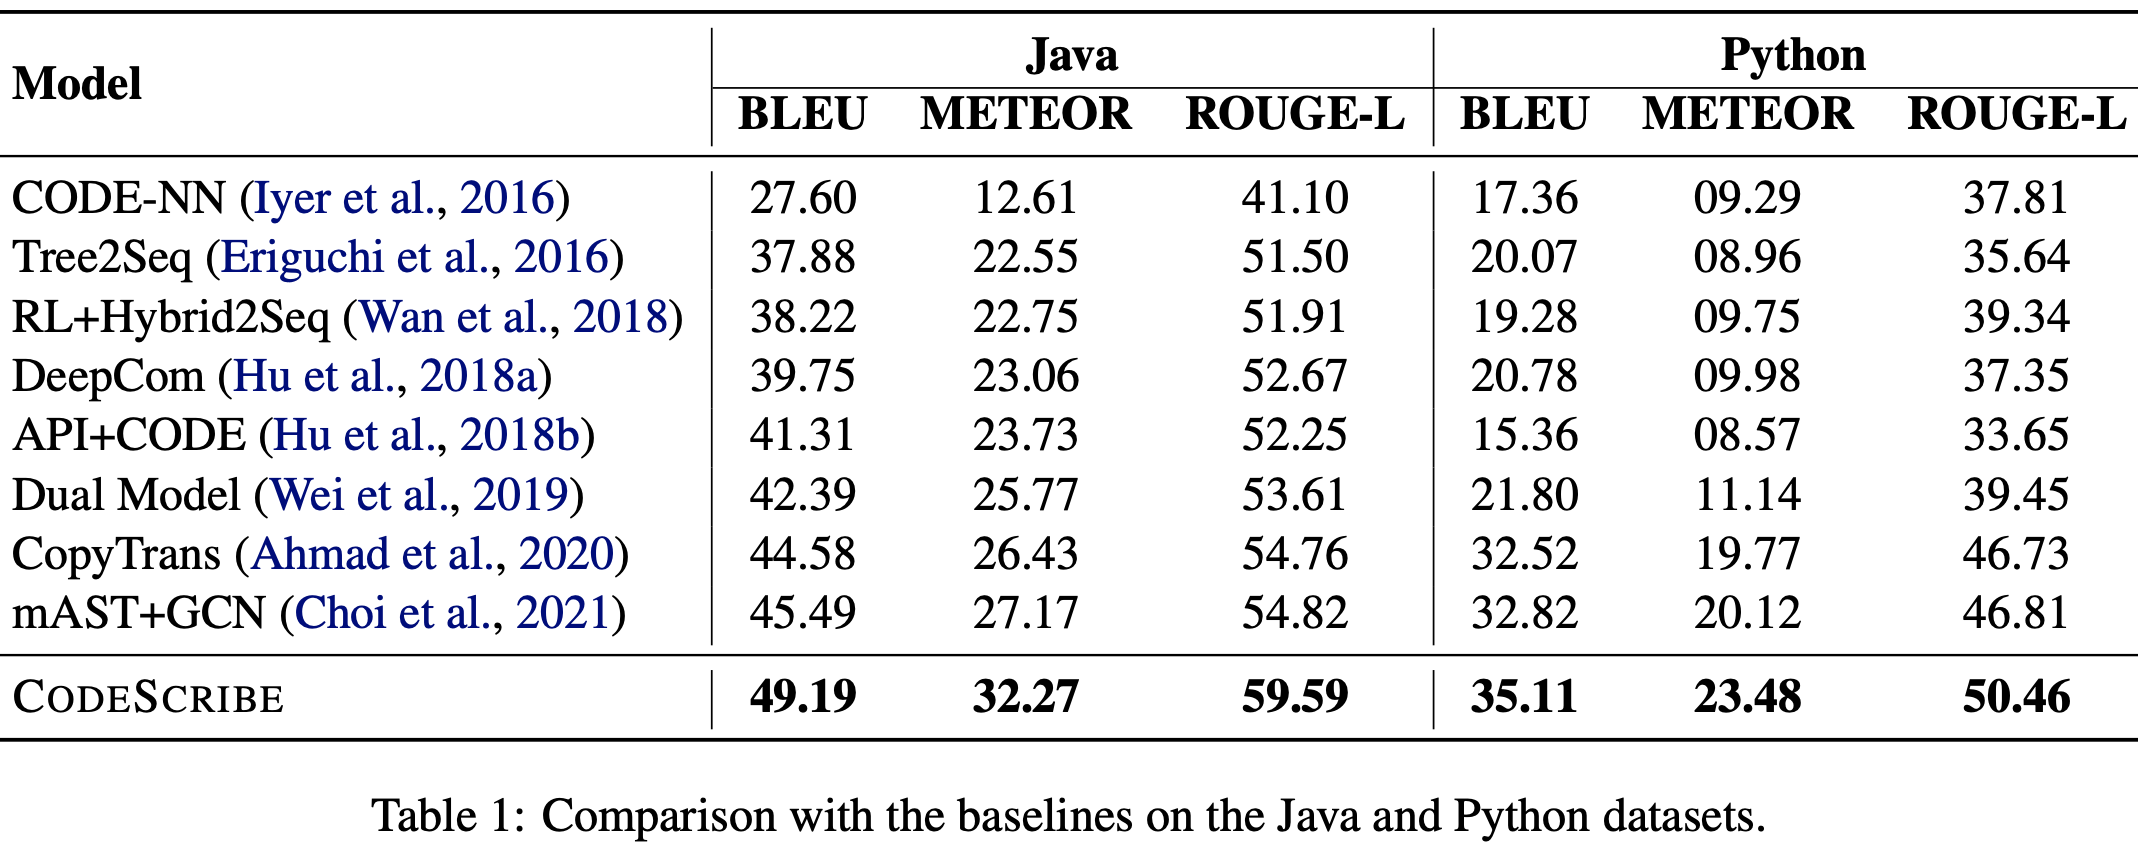 Model Java Python
BLEU METEOR ROUGE-L BLEU METEOR ROUGE-L
CODE-NN (Iyer et al., 2016) 27.60 12.61 41.10 17.36 09.29 37.81
Tree2Seq (Eriguchi et al., 2016) 37.88 22.55 51.50 20.07 08.96 35.64
RL+Hybrid2Seq (Wan et al., 2018) 38.22 22.75 51.91 19.28 09.75 39.34
DeepCom (Hu et al., 2018a) 39.75 23.06 52.67 20.78 09.98 37.35
API+CODE (Hu et al., 2018b) 41.31 23.73 52.25 15.36 08.57 33.65
Dual Model (Wei et al., 2019) 42.39 25.77 53.61 21.80 11.14 39.45
CopyTrans (Ahmad et al., 2020) 44.58 26.43 54.76 32.52 19.77 46.73
mAST+GCN (Choi et al., 2021) 45.49 27.17 54.82 32.82 20.12 46.81
CODESCRIBE 49.19 32.27 59.59 35.11 23.48 50.46
Table 1: Comparison with the baselines on the Java and Python datasets.